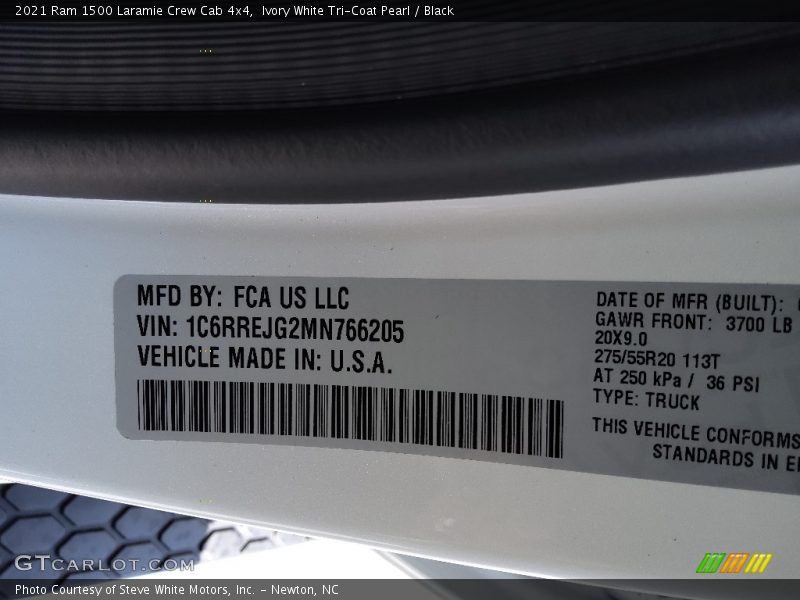 2021 Ram 1500 Laramie Crew Cab 4x4, Ivory White Tri-Coat Pearl / Black
MFD BY: FCA US LLC
VIN: 1C6RREJG2MN766205
VEHICLE MADE IN: U.S.A.
DATE OF MFR (BUILT):
GAWR FRONT: 3700 LB
20X9.0
275/55R20 113T
AT 250 kPa / 36 PSI
TYPE: TRUCK
THIS VEHICLE CONFORMS
STANDARDS IN
GTCARLOT.COM
Photo Courtesy of Steve White Motors, Inc. - Newton, NC